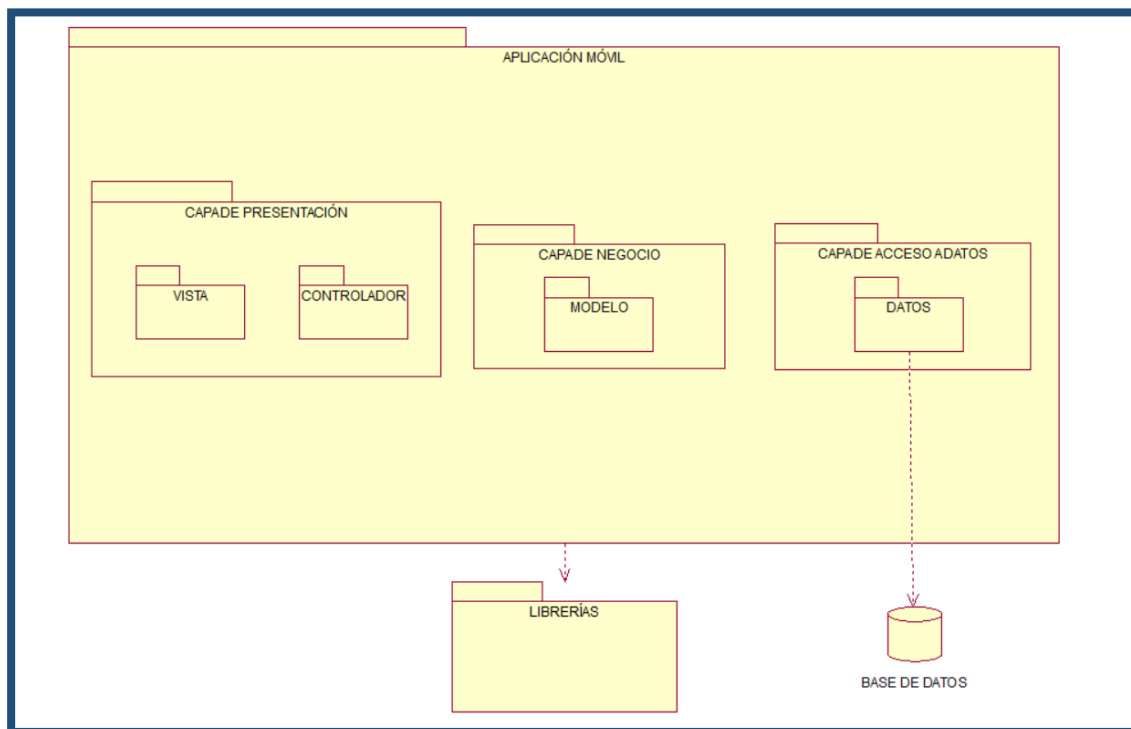 APLICACIÓN MÓVIL
CAPADE PRESENTACIÓN
VISTA
CONTROLADOR
CAPADE NEGOCIO
MODELO
CAPADE ACCESO ADATOS
DATOS
LIBRERÍAS
BASE DE DATOS